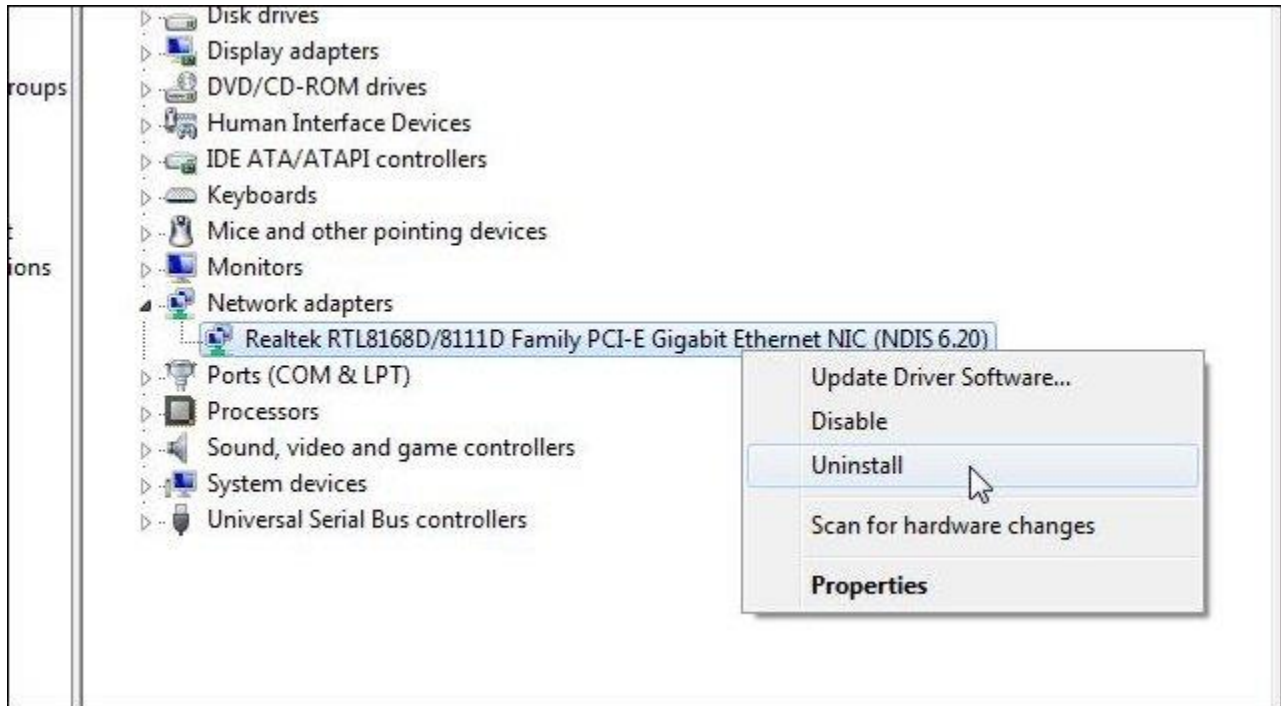 Disk drives
Display adapters
roups
DVD/CD-ROM drives
Human Interface Devices
IDE ATA/ATAPI controllers
Keyboards
Mice and other pointing devices
ions
Monitors
Network adapters
Realtek RTL8168D/8111D Family PCI-E Gigabit Ethernet NIC (NDIS 6.20)
Ports (COM & LPT)
Processors
Sound, video and game controllers
System devices
Universal Serial Bus controllers
Update Driver Software...
Disable
Uninstall
Scan for hardware changes
Properties